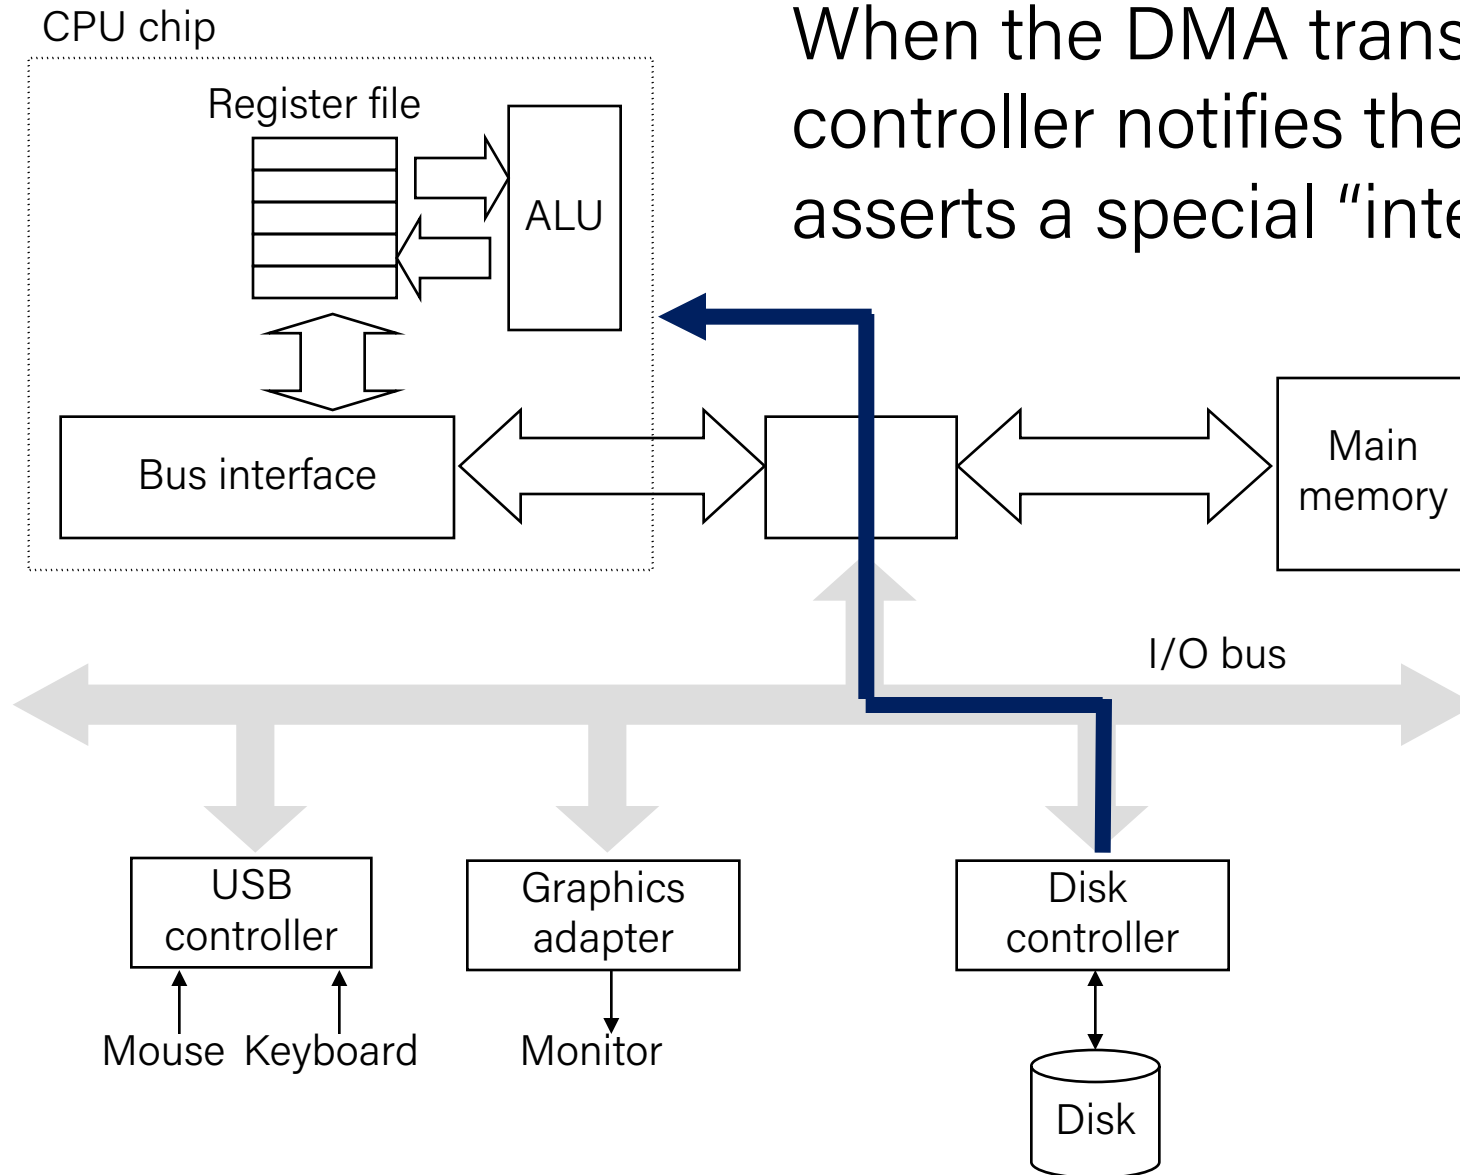 CPU chip
When the DMA trans
controller notifies the
asserts a special “inte
Register file
ALU
Bus interface
Main
memory
I/O bus
USB
controller
Graphics
adapter
Disk
controller
Mouse Keyboard
Monitor
Disk